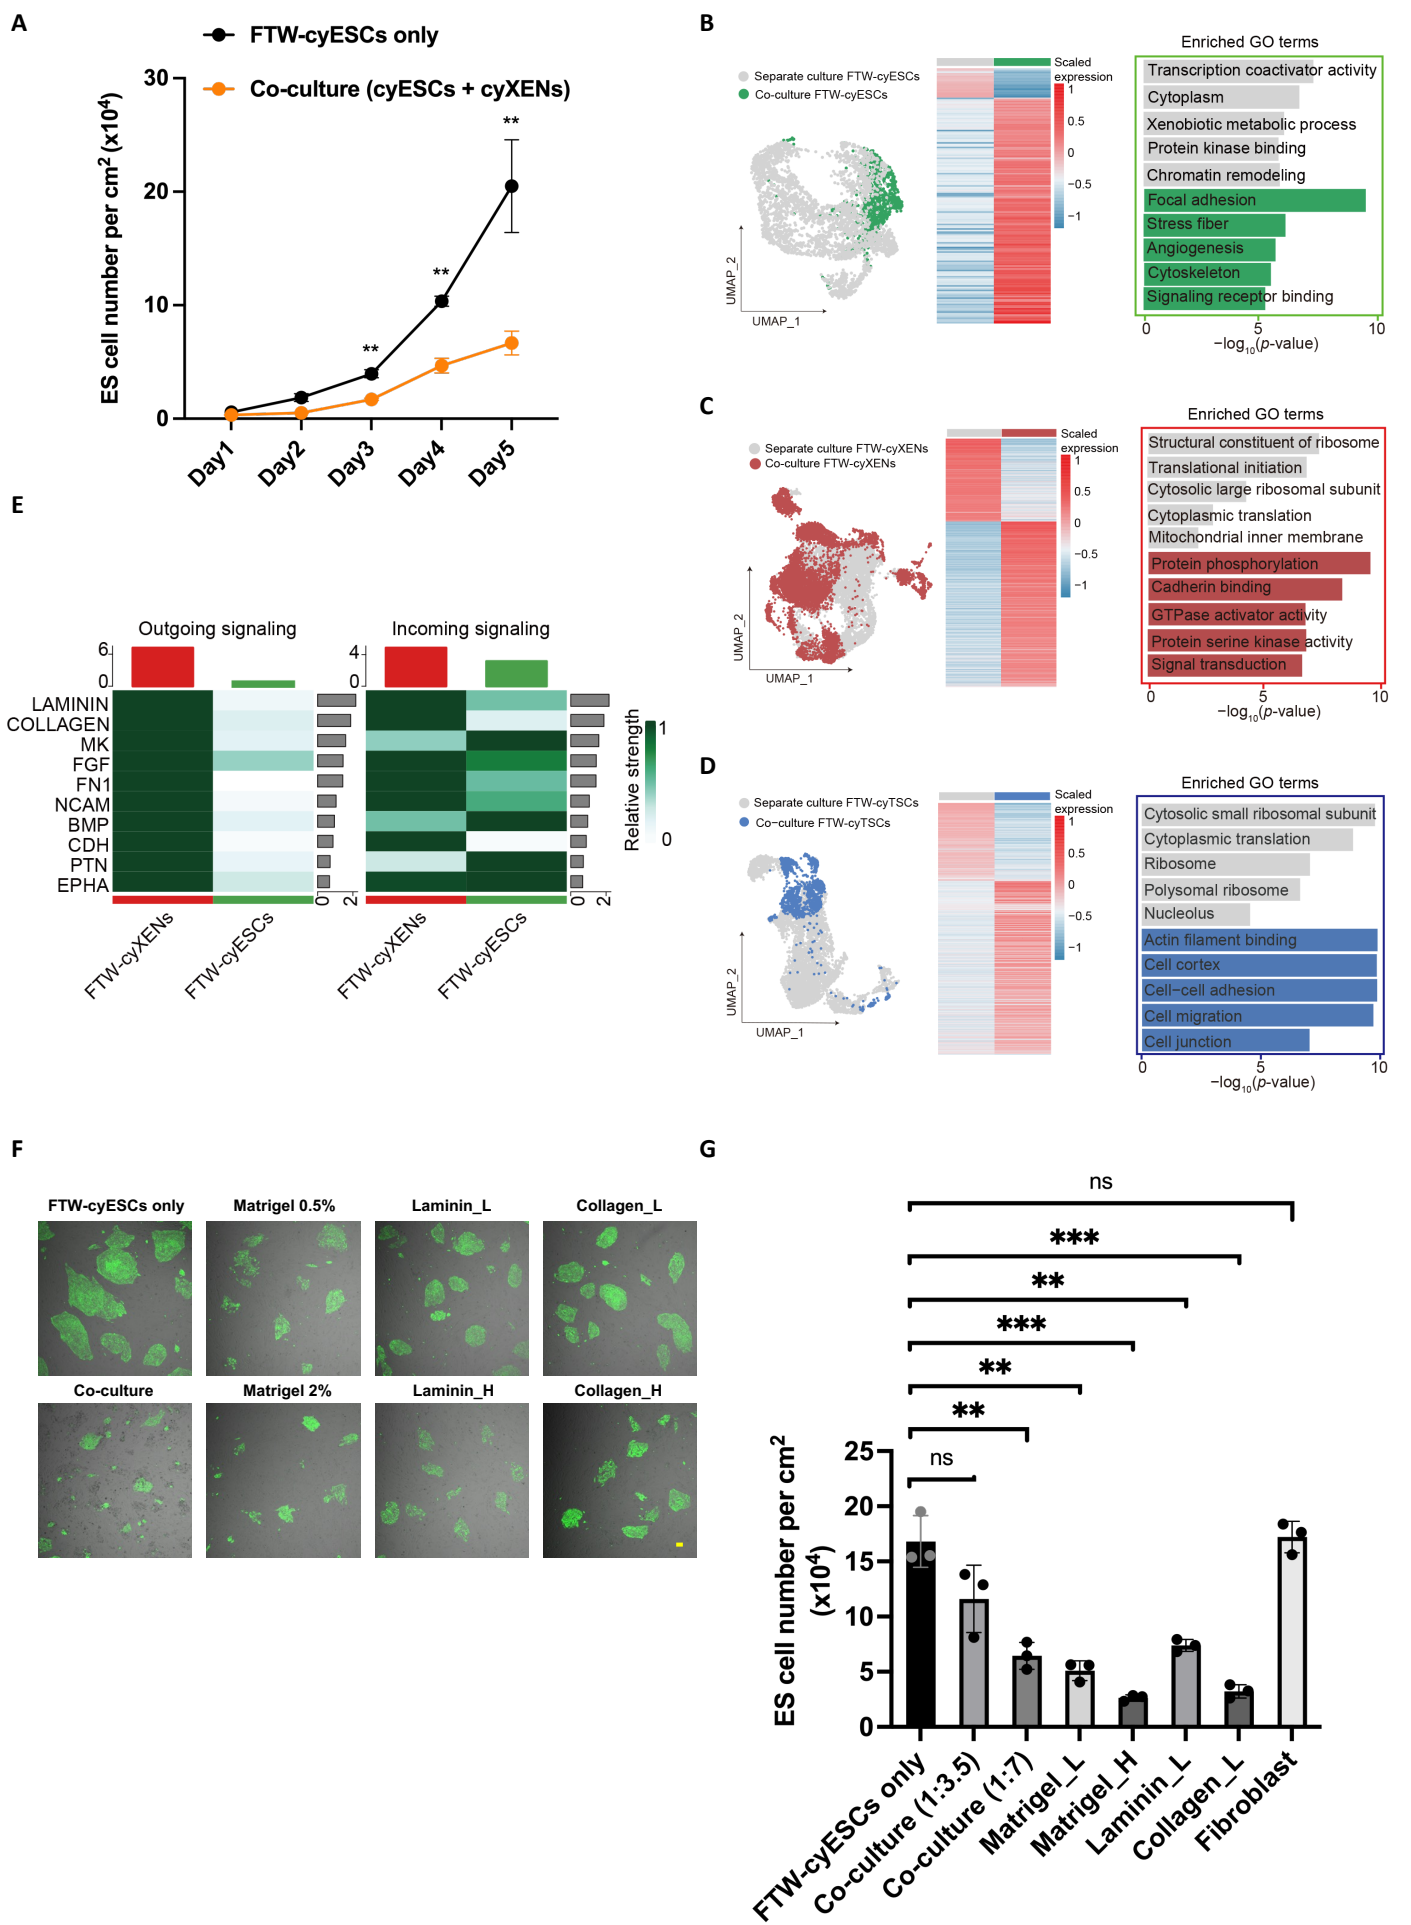 A
FTW-cyESCs only
Co-culture (cyESCs + cyXENs)
ES cell number per cm2 (x104)
30
20
10
0
**
**
**
Day1
Day2
Day3
Day4
Day5
B
Separate culture FTW-cyESCs
Co-culture FTW-cyESCs
UMAP_2
UMAP_1
Scaled
expression
1
0.5
0
−0.5
−1
Enriched GO terms
Transcription coactivator activity
Cytoplasm
Xenobiotic metabolic process
Protein kinase binding
Chromatin remodeling
Focal adhesion
Stress fiber
Angiogenesis
Cytoskeleton
Signaling receptor binding
0 5 10
−log10(p-value)
C
Separate culture FTW-cyXENs
Co-culture FTW-cyXENs
UMAP_2
UMAP_1
Scaled
expression
1
0.5
0
−0.5
−1
Enriched GO terms
Structural constituent of ribosome
Translational initiation
Cytosolic large ribosomal subunit
Cytoplasmic translation
Mitochondrial inner membrane
Protein phosphorylation
Cadherin binding
GTPase activator activity
Protein serine kinase activity
Signal transduction
0 5 10
−log10(p-value)
D
Separate culture FTW-cyTSCs
Co−culture FTW-cyTSCs
UMAP_2
UMAP_1
Scaled
expression
1
0.5
0
−0.5
−1
Enriched GO terms
Cytosolic small ribosomal subunit
Cytoplasmic translation
Ribosome
Polysomal ribosome
Nucleolus
Actin filament binding
Cell cortex
Cell−cell adhesion
Cell migration
Cell junction
0 5 10
−log10(p-value)
E
Outgoing signaling
Incoming signaling
6
0
4
0
LAMININ
COLLAGEN
MK
FGF
FN1
NCAM
BMP
CDH
PTN
EPHA
0 2
0 2
FTW-cyXENs
FTW-cyESCs
FTW-cyXENs
FTW-cyESCs
Relative strength
1
0
F
FTW-cyESCs only
Matrigel 0.5%
Laminin_L
Collagen_L
Co-culture
Matrigel 2%
Laminin_H
Collagen_H
G
ns
***
**
***
**
**
ns
ES cell number per cm2
(x104)
25
20
15
10
5
0
FTW-cyESCs only
Co-culture (1:3.5)
Co-culture (1:7)
Matrigel_L
Matrigel_H
Laminin_L
Collagen_L
Fibroblast